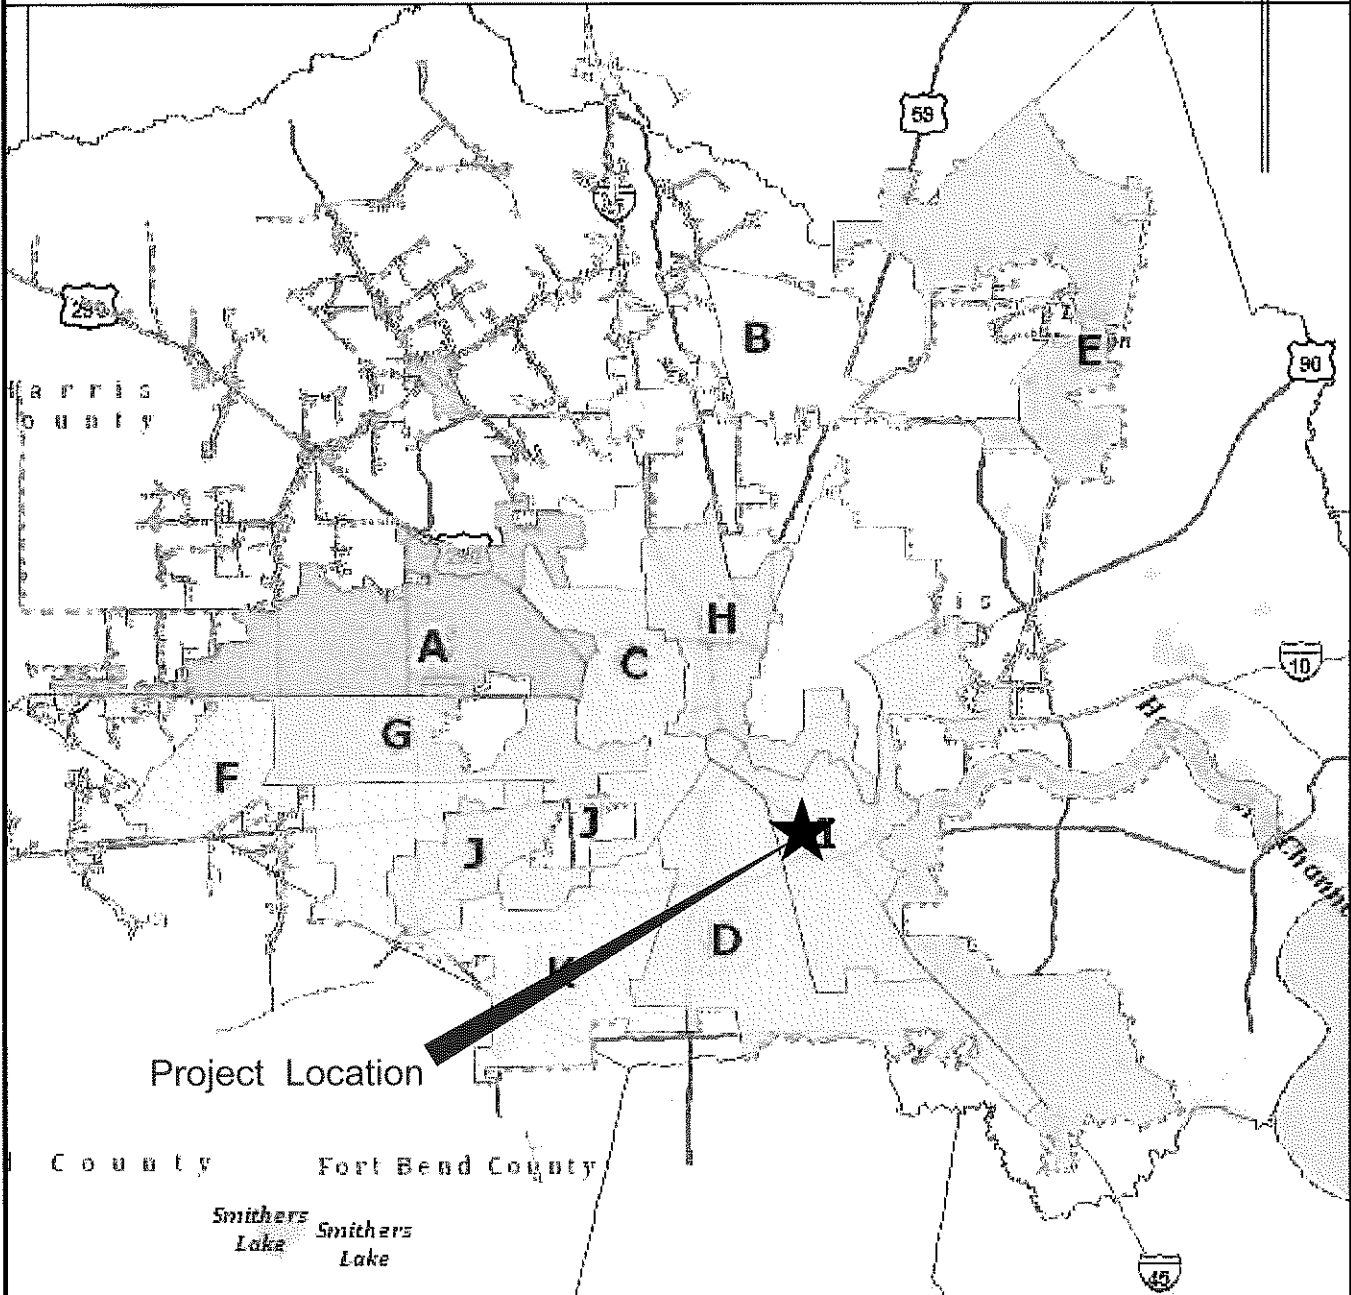 59
290
B
E
Harris
County
H
A
C
10
90
G
F
J
J
I
D
K
Project Location
County
Fort Bend County
Smithers
Lake
Smithers
Lake
45